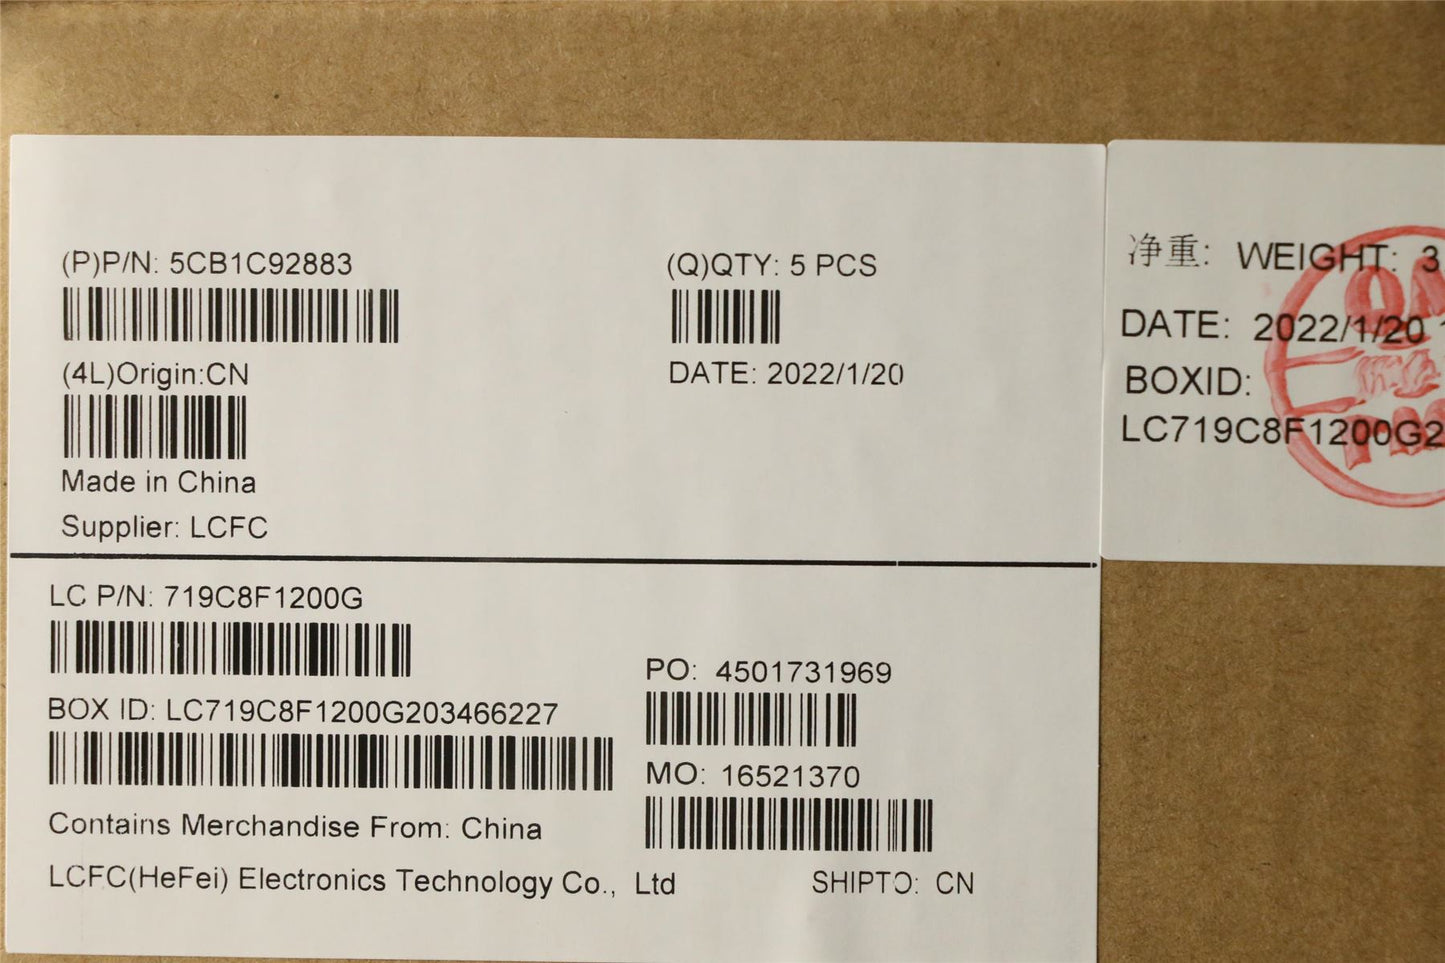 (P)P/N: 5CB1C92883
(Q)QTY: 5 PCS
(4L)Origin:CN
DATE: 2022/1/20
Made in China
Supplier: LCFC
LC P/N: 719C8F1200G
PO: 4501731969
BOX ID: LC719C8F1200G203466227
MO: 16521370
Contains Merchandise From: China
LCFC(HeFei) Electronics Technology Co., Ltd
SHIPTO: CN
净重: WEIGHT: 3
DATE: 2022/1/20
BOXID:
LC719C8F1200G2